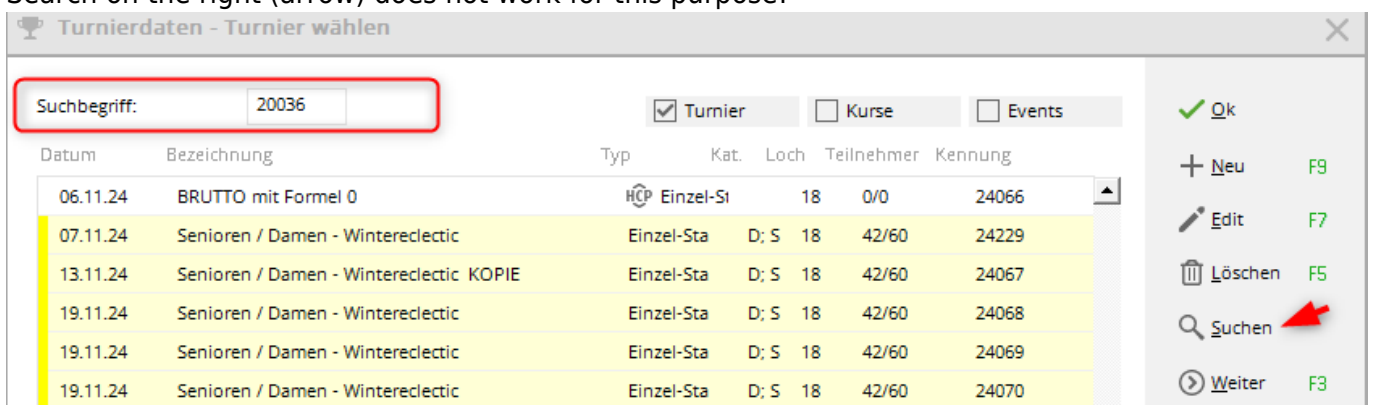 Search on the right (arrow) does not work for this purpose.
Turnierdaten - Turnier wählen
Suchbegriff: 20036 Turnier Kurse Events
Datum Bezeichnung Typ Kat. Loch Teilnehmer Kennung
06.11.24 BRUTTO mit Formel 0 HCP Einzel-St 18 0/0 24066
07.11.24 Senioren / Damen - Wintereclectic Einzel-Sta D; S 18 42/60 24229
13.11.24 Senioren / Damen - Wintereclectic KOPIE Einzel-Sta D; S 18 42/60 24067
19.11.24 Senioren / Damen - Wintereclectic Einzel-Sta D; S 18 42/60 24068
19.11.24 Senioren / Damen - Wintereclectic Einzel-Sta D; S 18 42/60 24069
19.11.24 Senioren / Damen - Wintereclectic Einzel-Sta D; S 18 42/60 24070
Ok
Neu F9
Edit F7
Löschen F5
Suchen
Weiter F3